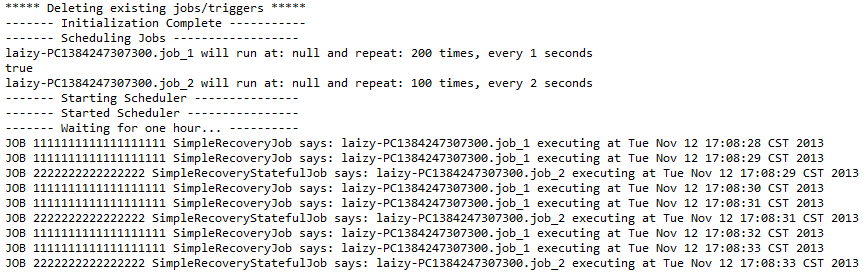 ***** Deleting existing jobs/triggers *****
------- Initialization Complete -----------
------- Scheduling Jobs ------------------
laizy-PC1384247307300.job_1 will run at: null and repeat: 200 times, every 1 seconds
true
laizy-PC1384247307300.job_2 will run at: null and repeat: 100 times, every 2 seconds
------- Starting Scheduler ---------------
------- Started Scheduler ----------------
------- Waiting for one hour... ----------
JOB 1111111111111111111 SimpleRecoveryJob says: laizy-PC1384247307300.job_1 executing at Tue Nov 12 17:08:28 CST 2013
JOB 1111111111111111111 SimpleRecoveryJob says: laizy-PC1384247307300.job_1 executing at Tue Nov 12 17:08:29 CST 2013
JOB 2222222222222222 SimpleRecoveryStatefulJob says: laizy-PC1384247307300.job_2 executing at Tue Nov 12 17:08:29 CST 2013
JOB 1111111111111111111 SimpleRecoveryJob says: laizy-PC1384247307300.job_1 executing at Tue Nov 12 17:08:30 CST 2013
JOB 1111111111111111111 SimpleRecoveryJob says: laizy-PC1384247307300.job_1 executing at Tue Nov 12 17:08:31 CST 2013
JOB 2222222222222222 SimpleRecoveryStatefulJob says: laizy-PC1384247307300.job_2 executing at Tue Nov 12 17:08:31 CST 2013
JOB 1111111111111111111 SimpleRecoveryJob says: laizy-PC1384247307300.job_1 executing at Tue Nov 12 17:08:32 CST 2013
JOB 1111111111111111111 SimpleRecoveryJob says: laizy-PC1384247307300.job_1 executing at Tue Nov 12 17:08:33 CST 2013
JOB 2222222222222222 SimpleRecoveryStatefulJob says: laizy-PC1384247307300.job_2 executing at Tue Nov 12 17:08:33 CST 2013